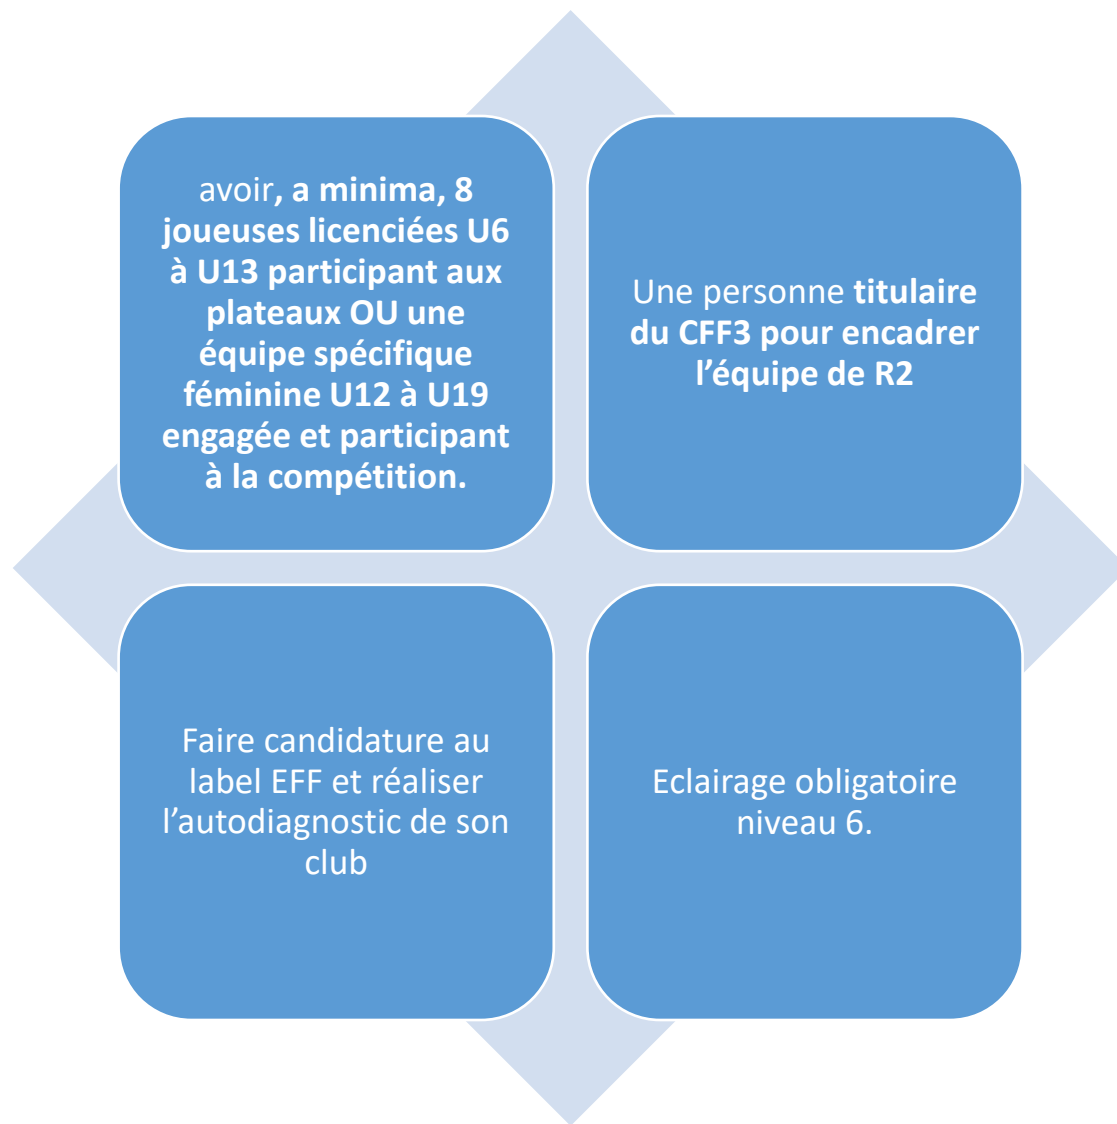 avoir, a minima, 8
joueuses licenciées U6
à U13 participant aux
plateaux OU une
équipe spécifique
féminine U12 à U19
engagée et participant
à la compétition.
Une personne titulaire
du CFF3 pour encadrer
l’équipe de R2
Faire candidature au
label EFF et réaliser
l’autodiagnostic de son
club
Eclairage obligatoire
niveau 6.